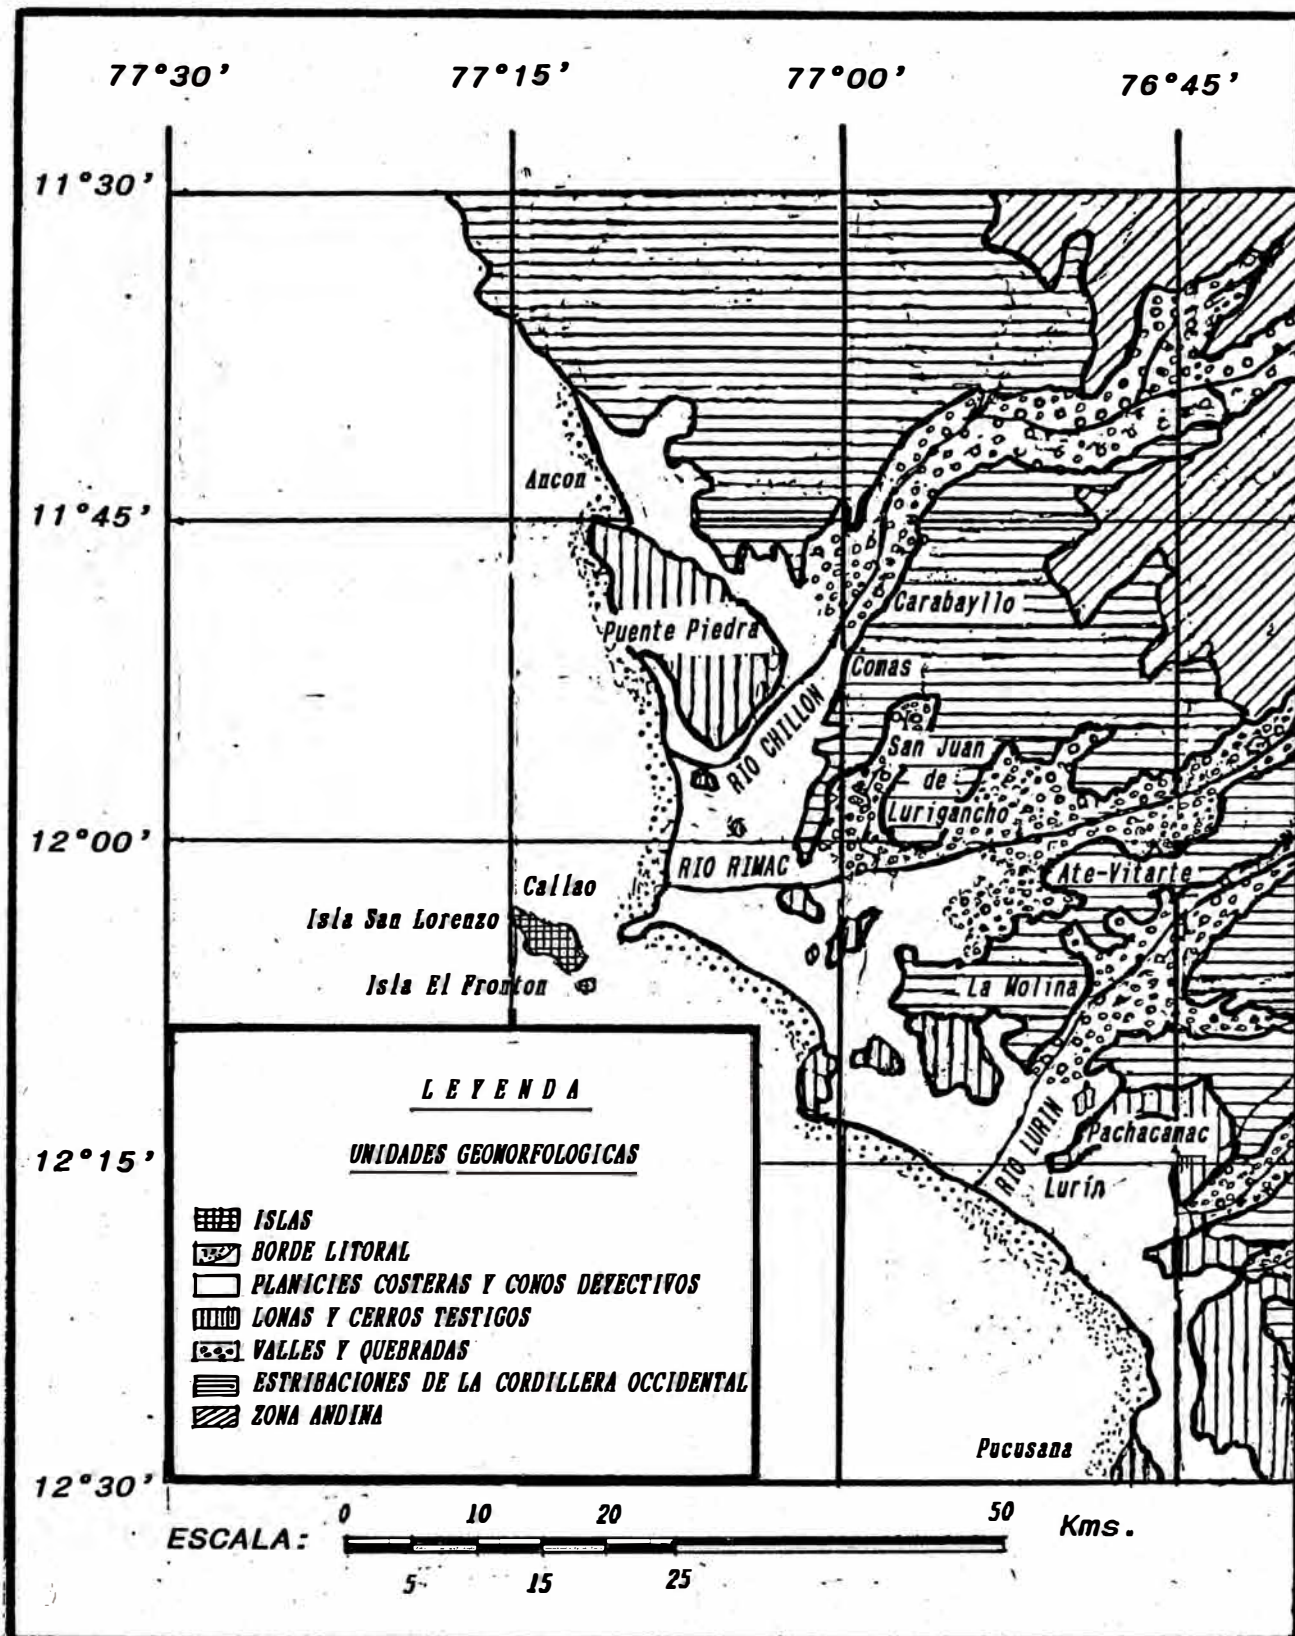 77°30' 77°15' 77°00' 76°45'
11°30'
Ancon
11°45'
Carabayllo
Puente Piedra
Comas
RIO CHILLON
San Juan
de
Lurigancho
12°00'
RIO RIMAC
Ate-Vitarte
Callao
Isla San Lorenzo
Isla El Fronton
La Molina
LEYENDA
UNIDADES GEOMORFOLOGICAS
RIO LURIN
Pachacamac
12°15'
Lurín
ISLAS
BORDE LITORAL
PLANICIES COSTERAS Y CONOS DEYECTIVOS
LOMAS Y CERROS TESTIGOS
VALLES Y QUEBRADAS
ESTRIBACIONES DE LA CORDILLERA OCCIDENTAL
ZONA ANDINA
Pucusana
12°30'
0 10 20 50 Kms.
ESCALA:
5 15 25